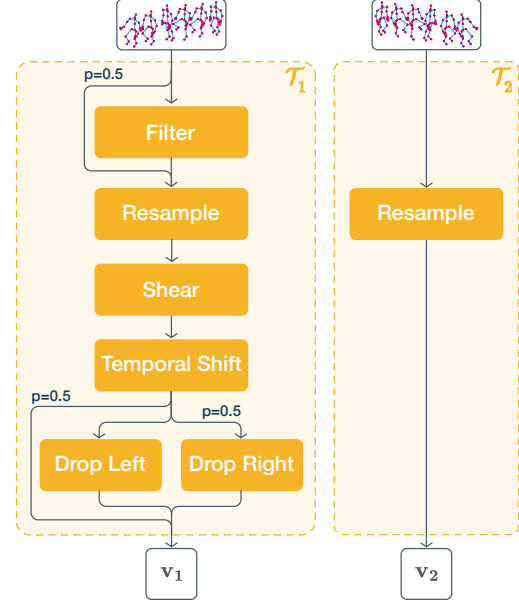 p=0.5
𝒯₁
𝒯₂
Filter
Resample
Resample
Shear
Temporal Shift
p=0.5
p=0.5
Drop Left
Drop Right
v₁
v₂